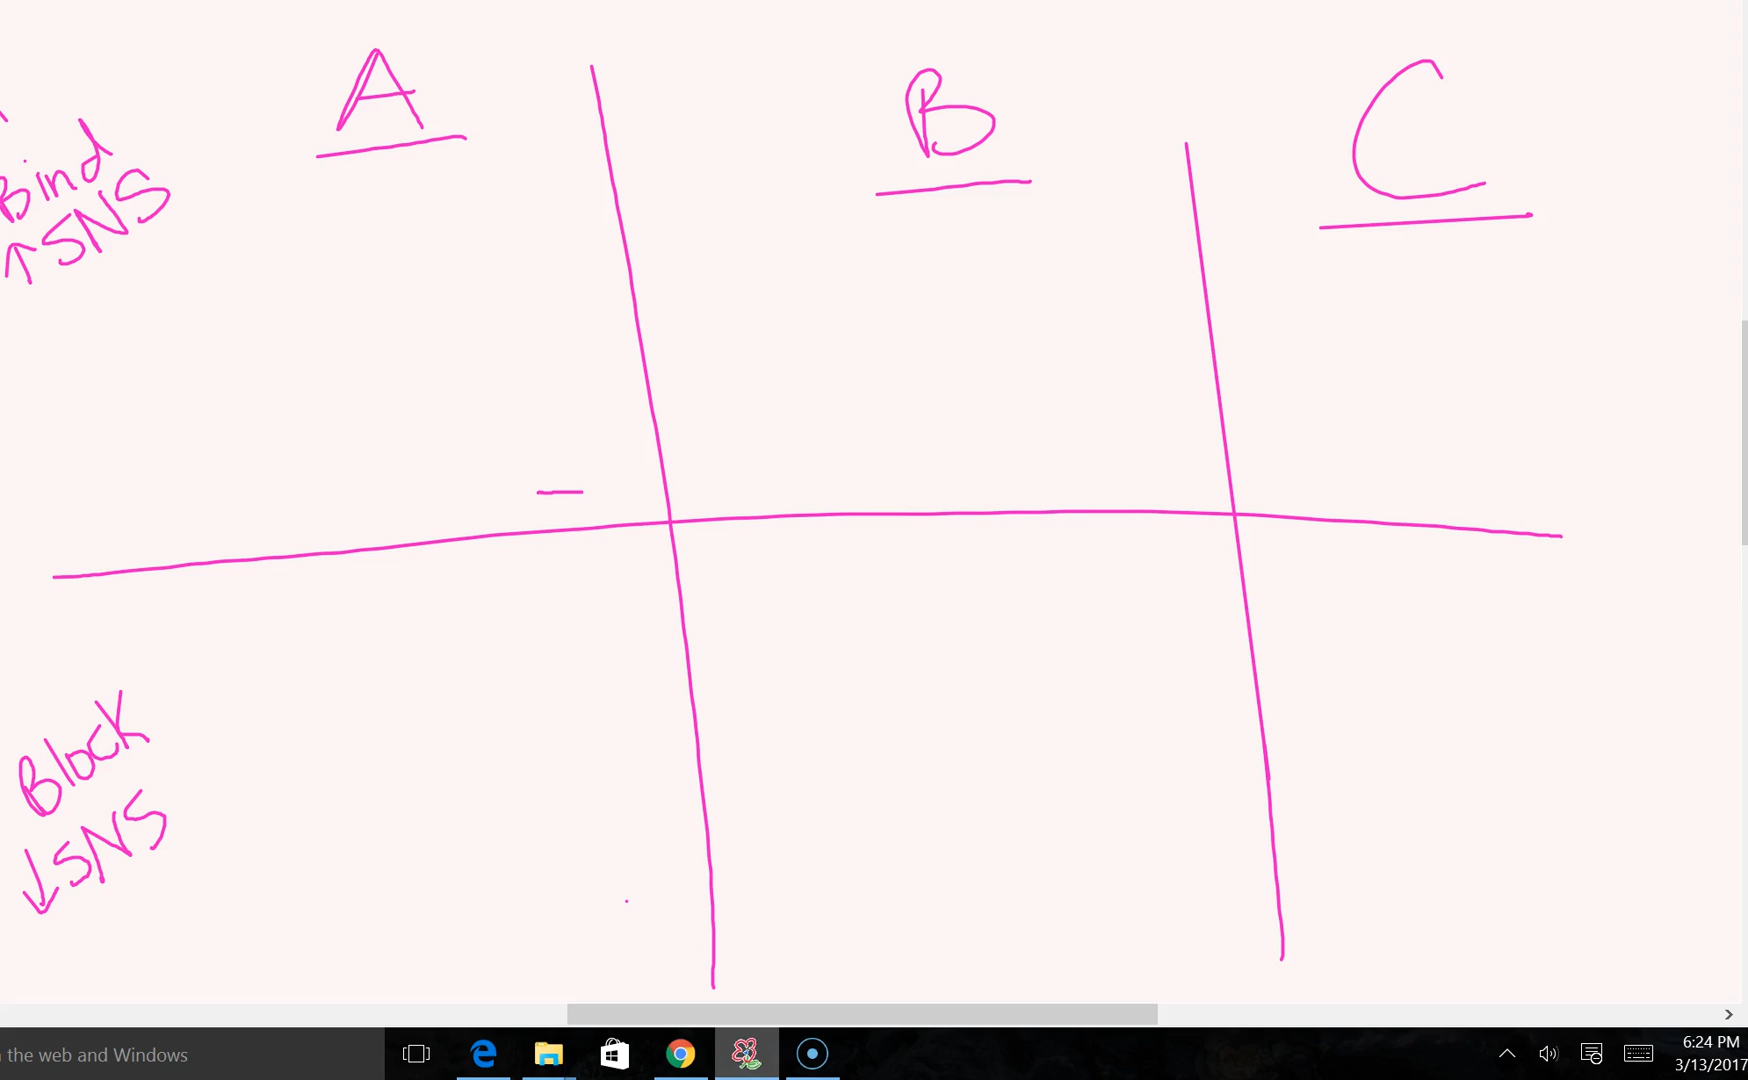 A
B
C
Bind
↑SNS
Block
↓SNS
the web and Windows
6:24 PM
3/13/2017